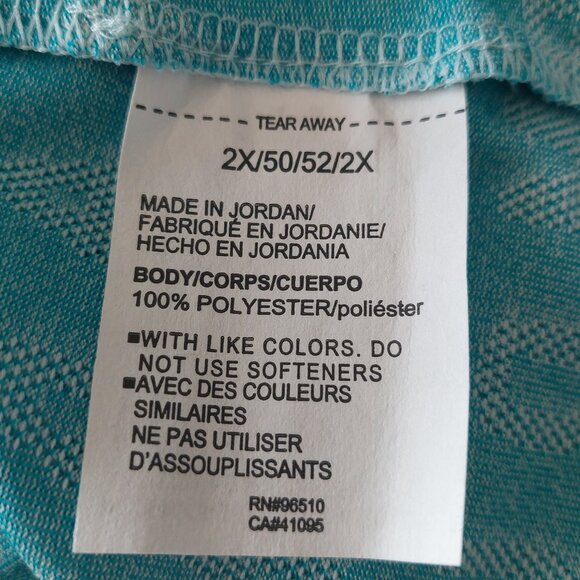 TEAR AWAY
2X/50/52/2X
MADE IN JORDAN/
FABRIQUÉ EN JORDANIE/
HECHO EN JORDANIA
BODY/CORPS/CUERPO
100% POLYESTER/poliéster
■WITH LIKE COLORS. DO
NOT USE SOFTENERS
■AVEC DES COULEURS
SIMILAIRES
NE PAS UTILISER
D'ASSOUPLISSANTS
RN#96510
CA#41095